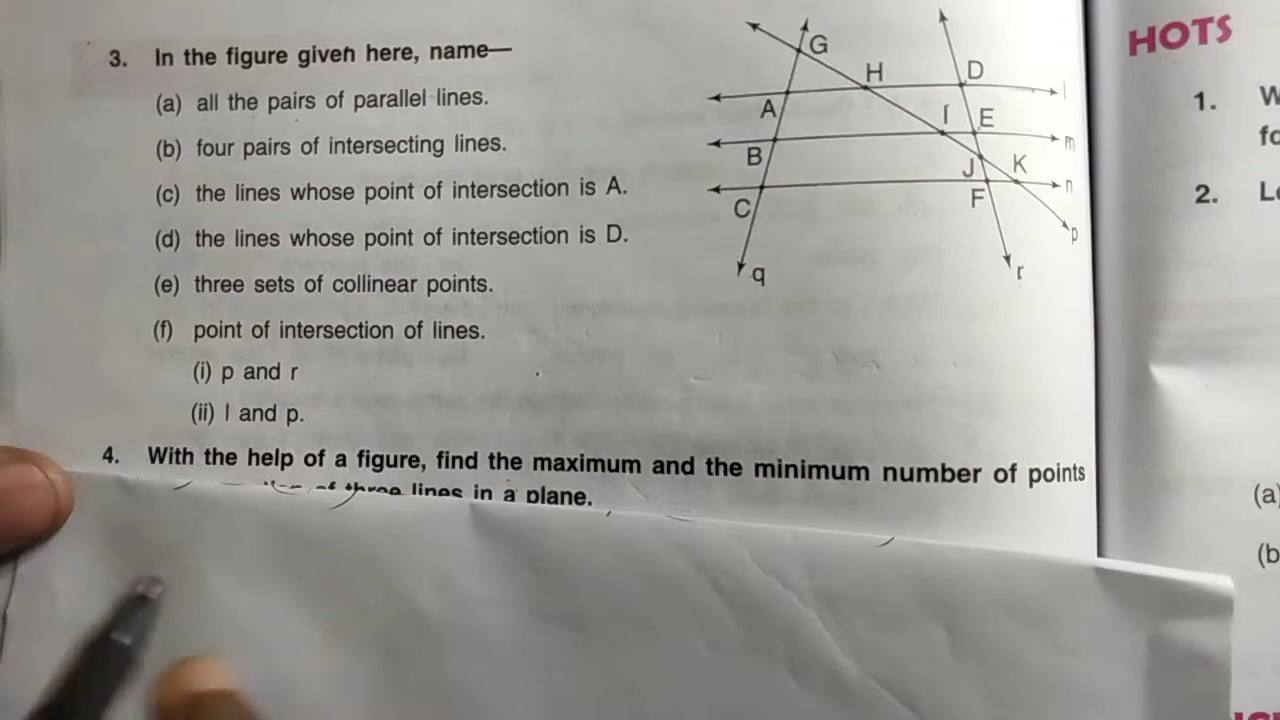 3. In the figure given here, name—
(a) all the pairs of parallel lines.
(b) four pairs of intersecting lines.
(c) the lines whose point of intersection is A.
(d) the lines whose point of intersection is D.
(e) three sets of collinear points.
(f) point of intersection of lines.
(i) p and r
(ii) l and p.
4. With the help of a figure, find the maximum and the minimum number of points
of three lines in a plane.
G
H
D
l
A
I
E
m
B
J
K
n
C
F
p
q
r
HOTS
1. W
fo
2. L
(a)
(b